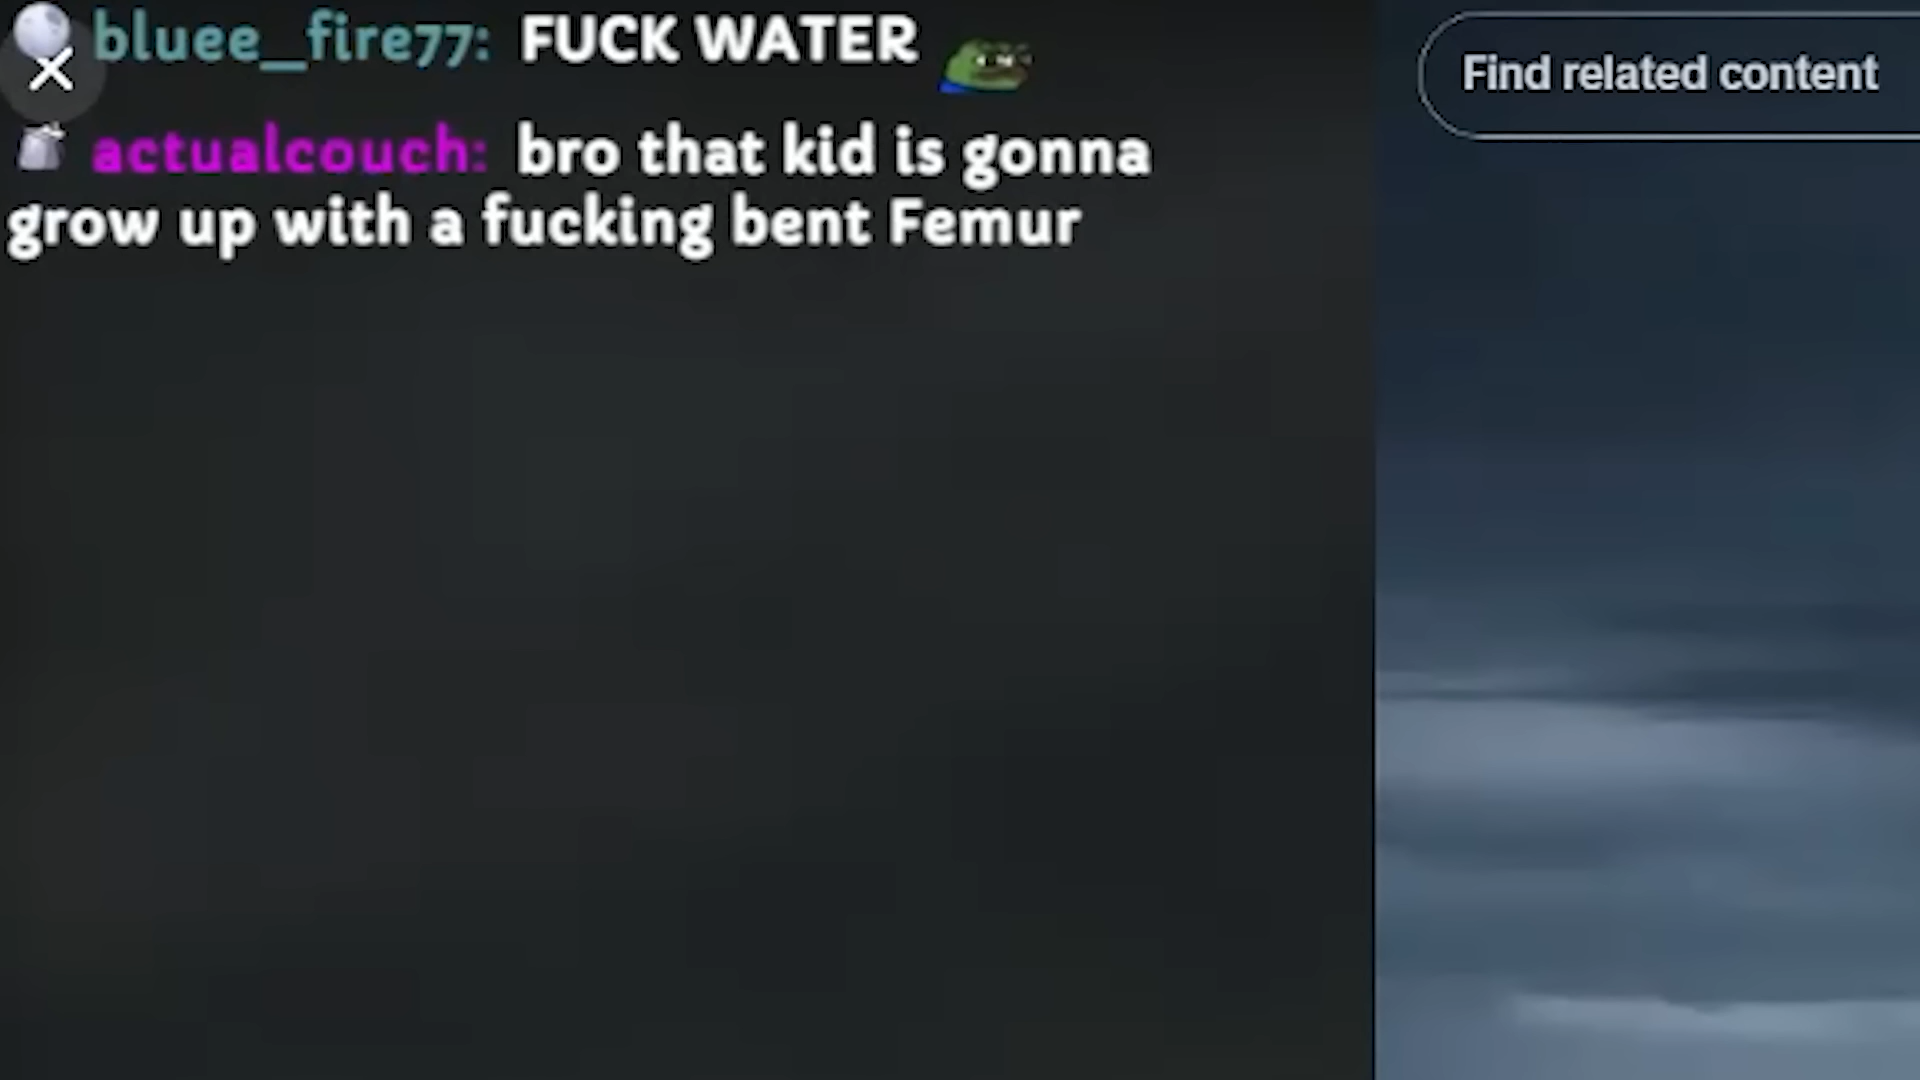 bluee_fire77: FUCK WATER
Find related content
actualcouch: bro that kid is gonna
grow up with a fucking bent Femur